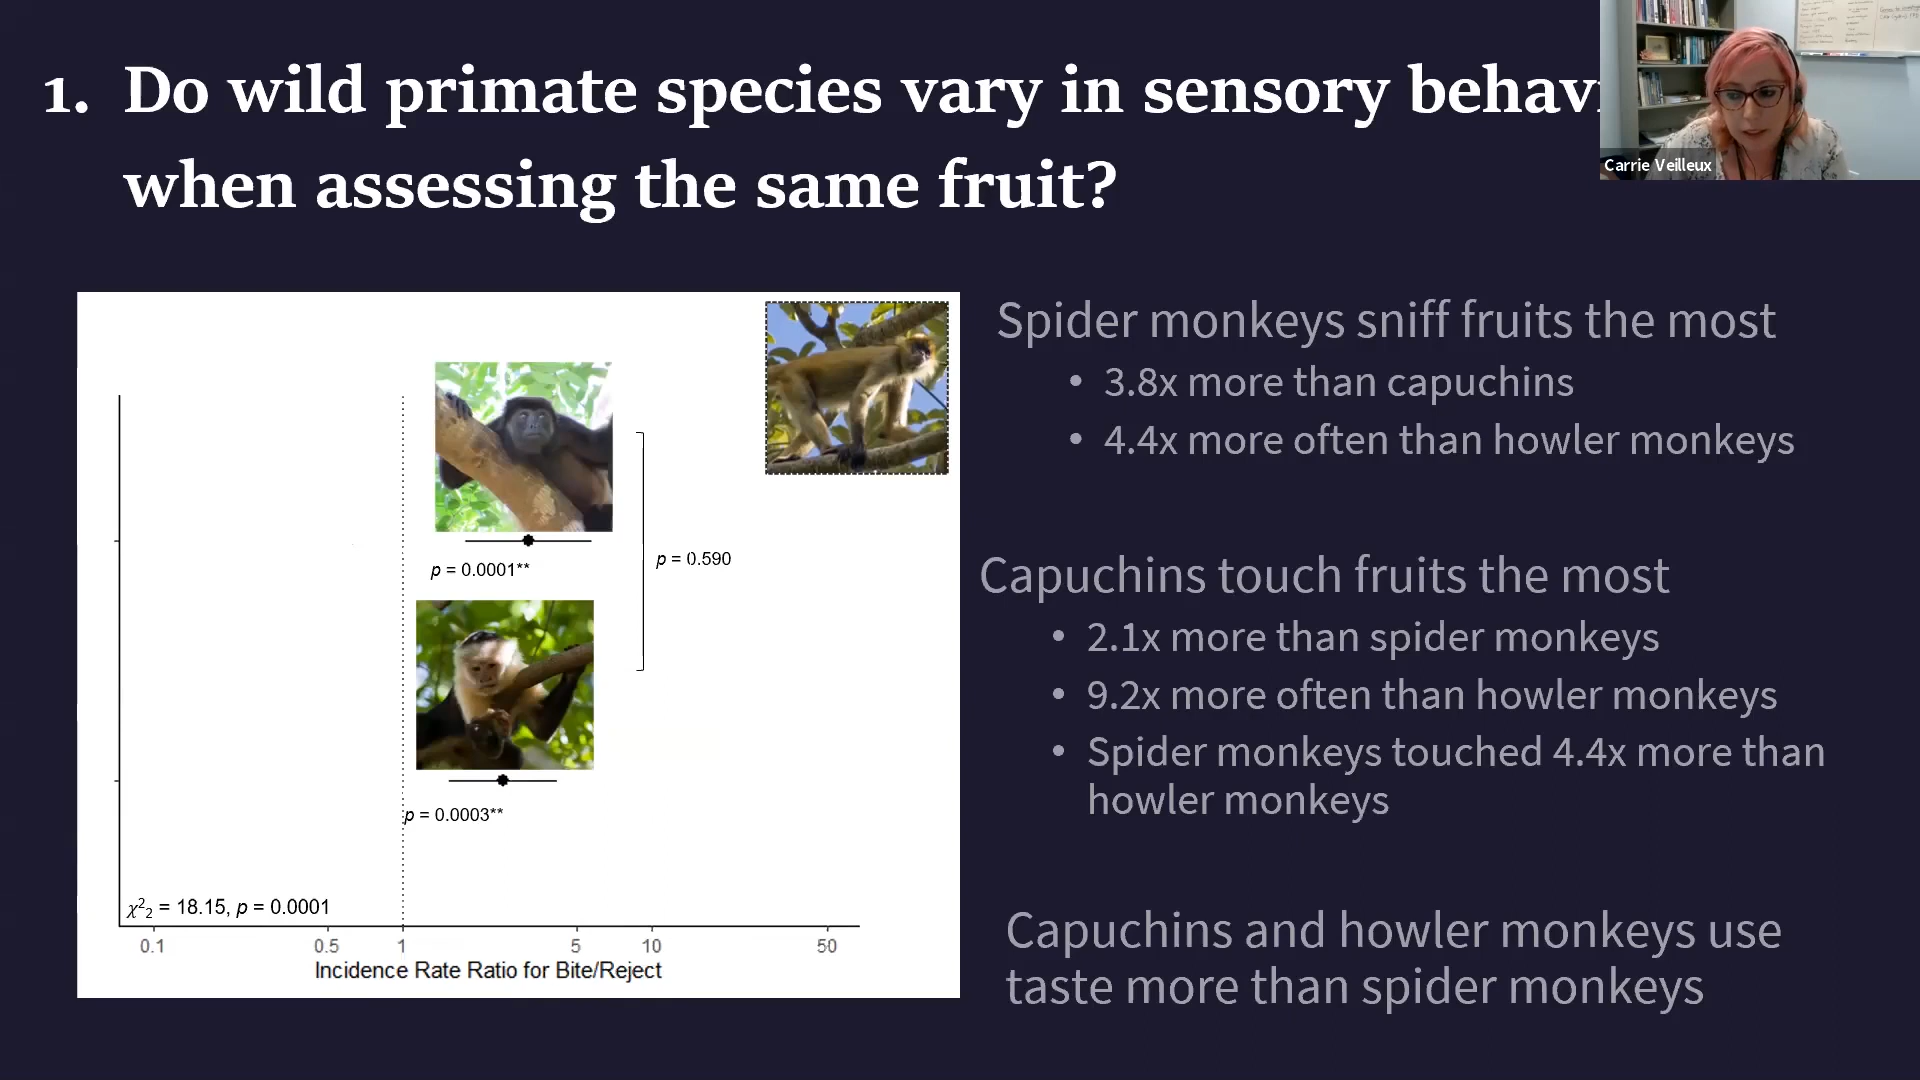 1. Do wild primate species vary in sensory
when assessing the same fruit?
Carrie Veilleux
p = 0.0001**
p = 0.590
p = 0.0003**
χ²₂ = 18.15, p = 0.0001
0.1 0.5 1 5 10 50
Incidence Rate Ratio for Bite/Reject
Spider monkeys sniff fruits the most
• 3.8x more than capuchins
• 4.4x more often than howler monkeys
Capuchins touch fruits the most
• 2.1x more than spider monkeys
• 9.2x more often than howler monkeys
• Spider monkeys touched 4.4x more than
howler monkeys
Capuchins and howler monkeys use
taste more than spider monkeys